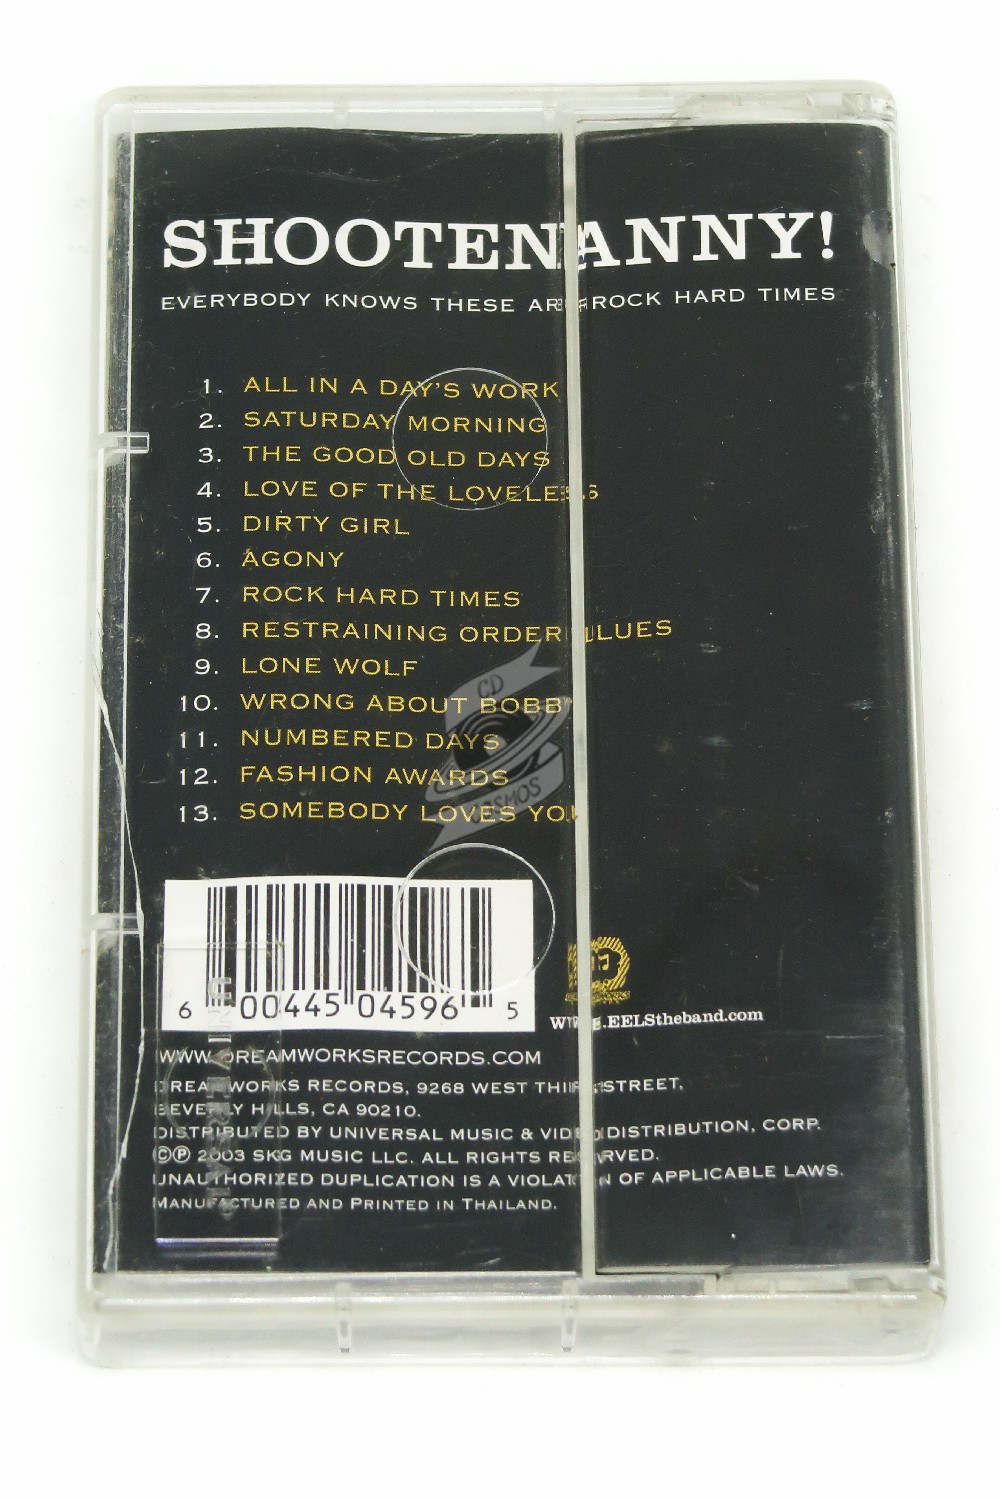 SHOOTENANNY!
EVERYBODY KNOWS THESE ARE ROCK HARD TIMES
1. ALL IN A DAY'S WORK
2. SATURDAY MORNING
3. THE GOOD OLD DAYS
4. LOVE OF THE LOVELESS
5. DIRTY GIRL
6. AGONY
7. ROCK HARD TIMES
8. RESTRAINING ORDER BLUES
9. LONE WOLF
10. WRONG ABOUT BOBBY
11. NUMBERED DAYS
12. FASHION AWARDS
13. SOMEBODY LOVES YOU
CD
COSMOS
6 00445 04596 5
www.EELStheband.com
WWW.DREAMWORKSRECORDS.COM
DREAMWORKS RECORDS, 9268 WEST THIRD STREET,
BEVERLY HILLS, CA 90210.
DISTRIBUTED BY UNIVERSAL MUSIC & VIDEO DISTRIBUTION, CORP.
©℗ 2003 SKG MUSIC LLC. ALL RIGHTS RESERVED.
UNAUTHORIZED DUPLICATION IS A VIOLATION OF APPLICABLE LAWS.
MANUFACTURED AND PRINTED IN THAILAND.